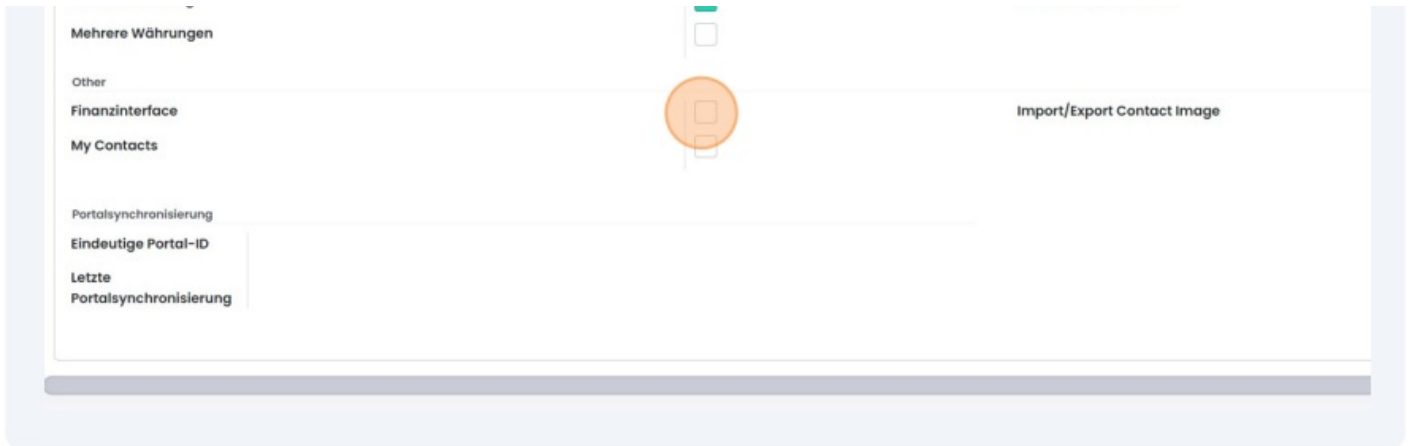 Mehrere Währungen
Other
Finanzinterface
Import/Export Contact Image
My Contacts
Portalsynchronisierung
Eindeutige Portal-ID
Letzte
Portalsynchronisierung